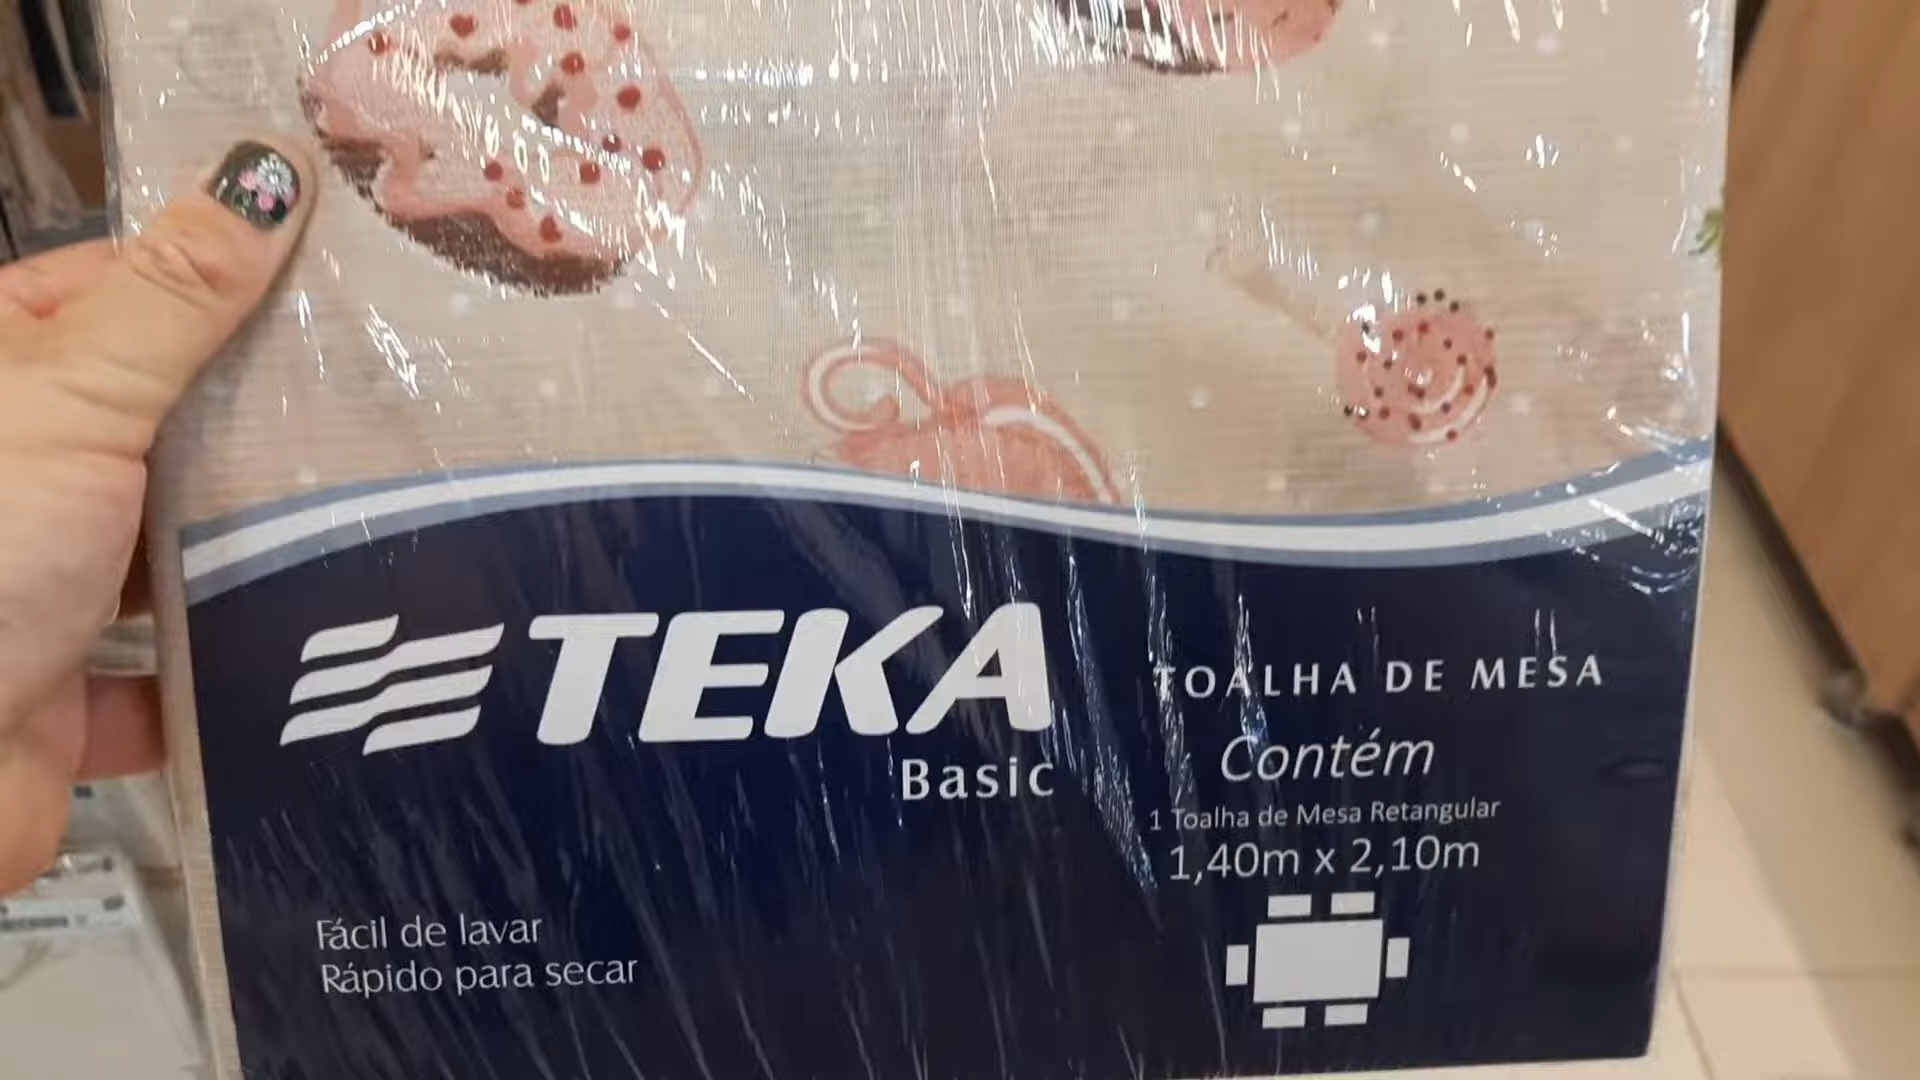 TEKA
Basic
TOALHA DE MESA
Contém
1 Toalha de Mesa Retangular
1,40m x 2,10m
Fácil de lavar
Rápido para secar